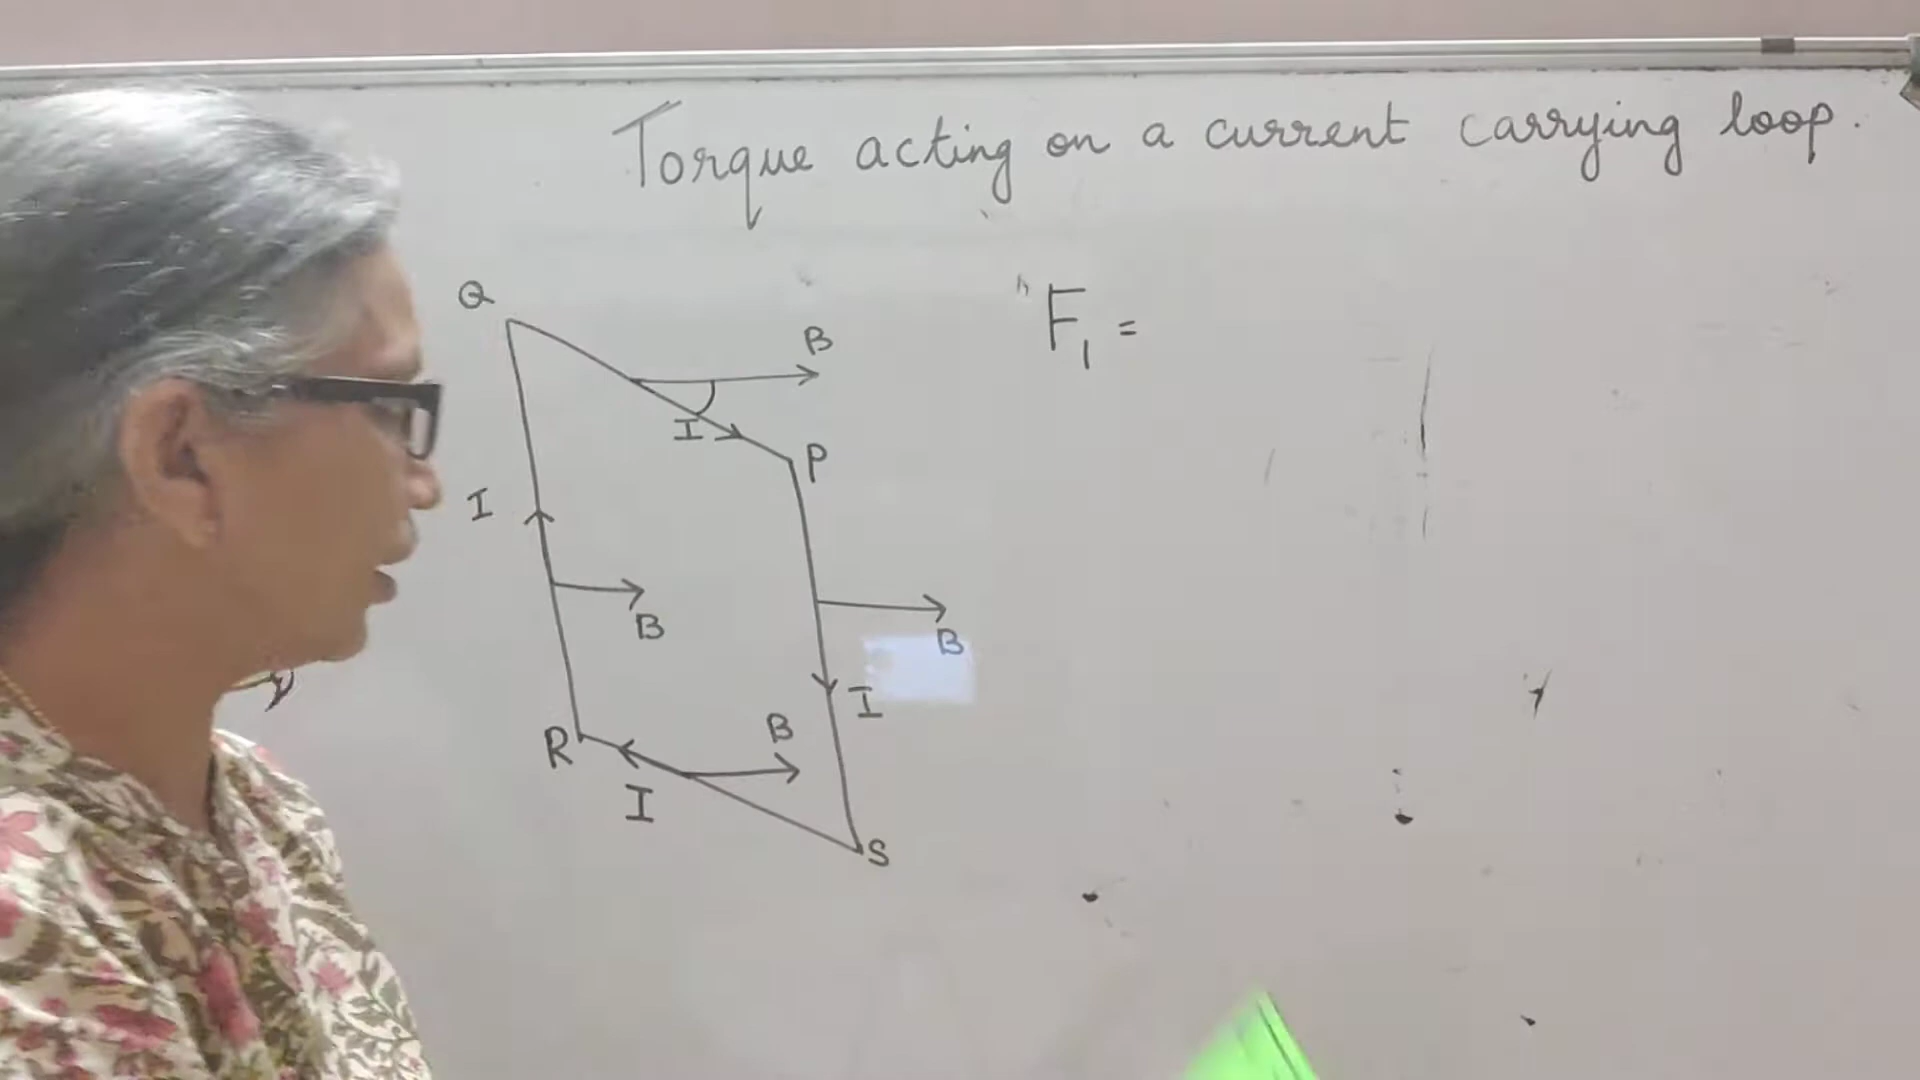 Torque acting on a current carrying loop.
Q
B
F₁ =
I
P
I
B
B
I
R
B
I
S